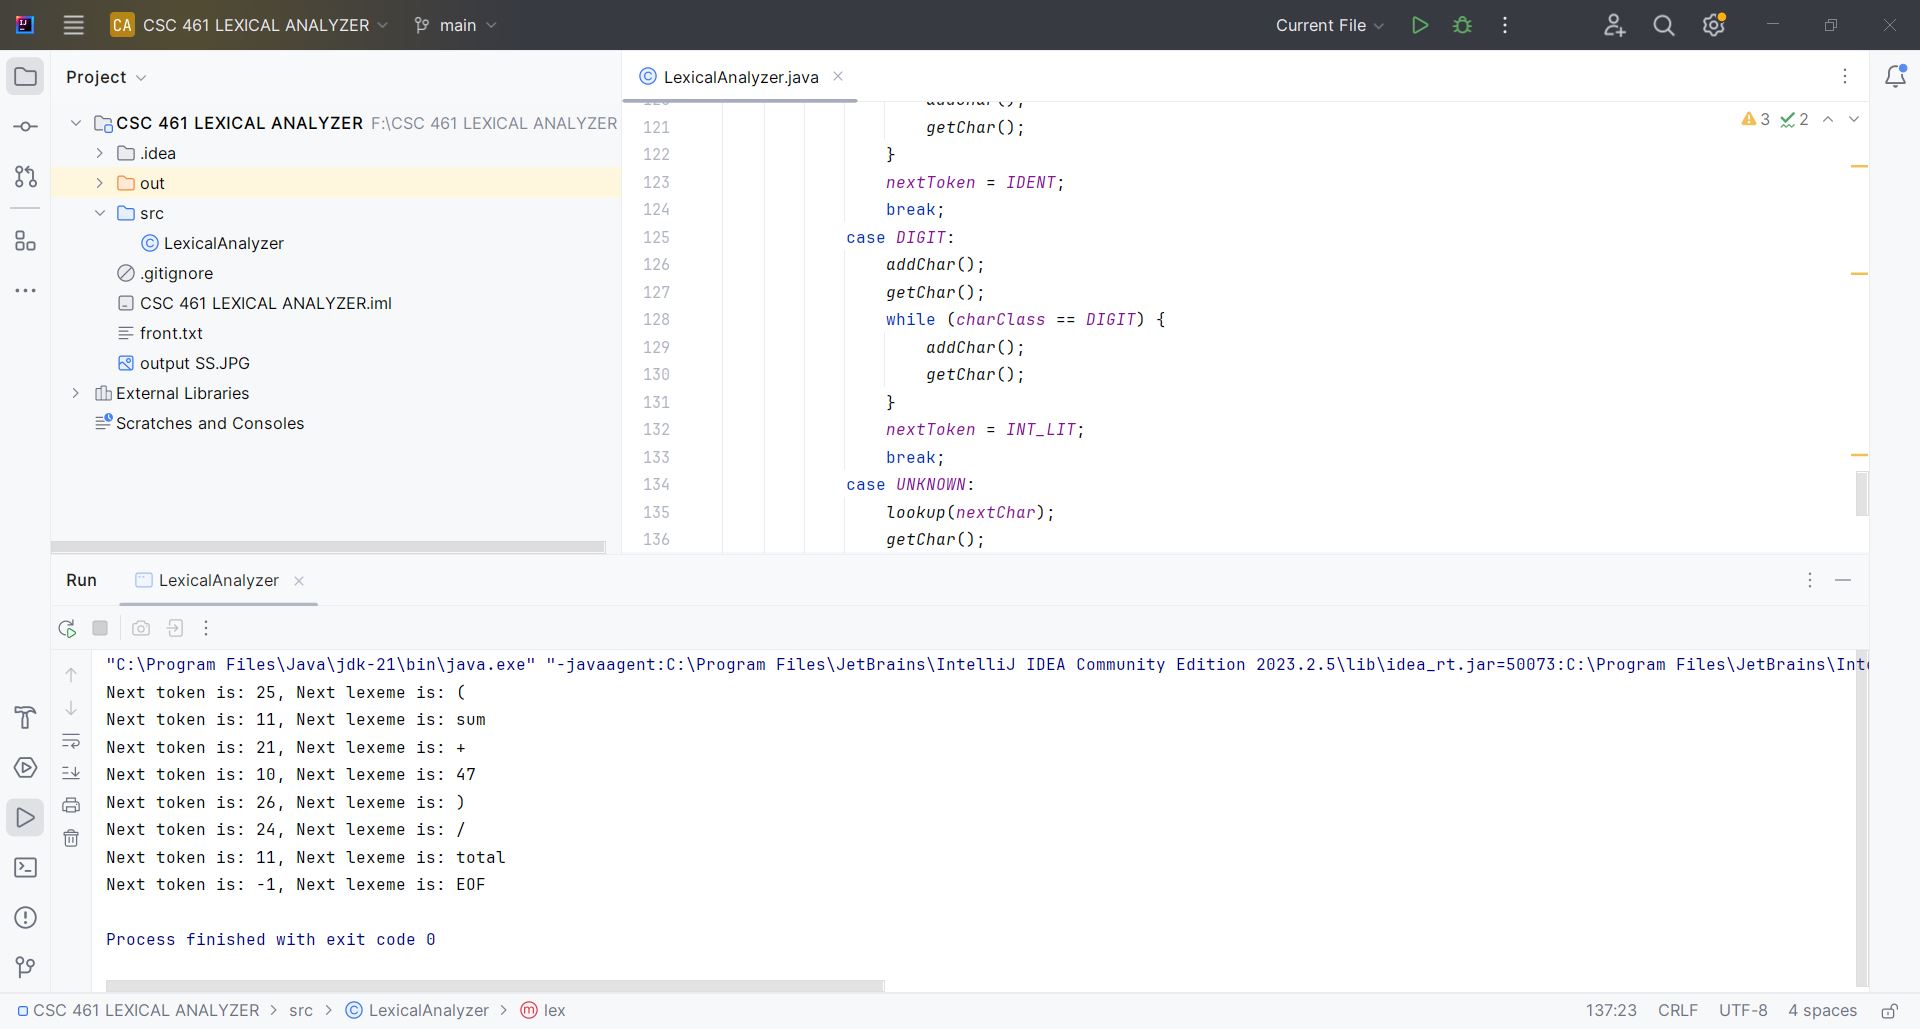 CA CSC 461 LEXICAL ANALYZER main Current File
Project
CSC 461 LEXICAL ANALYZER F:\CSC 461 LEXICAL ANALYZER
.idea
out
src
LexicalAnalyzer
.gitignore
CSC 461 LEXICAL ANALYZER.iml
front.txt
output SS.JPG
External Libraries
Scratches and Consoles
LexicalAnalyzer.java
3 2
121 getChar();
122 }
123 nextToken = IDENT;
124 break;
125 case DIGIT:
126 addChar();
127 getChar();
128 while (charClass == DIGIT) {
129 addChar();
130 getChar();
131 }
132 nextToken = INT_LIT;
133 break;
134 case UNKNOWN:
135 lookup(nextChar);
136 getChar();
Run LexicalAnalyzer
"C:\Program Files\Java\jdk-21\bin\java.exe" "-javaagent:C:\Program Files\JetBrains\IntelliJ IDEA Community Edition 2023.2.5\lib\idea_rt.jar=50073:C:\Program Files\JetBrains\Inte
Next token is: 25, Next lexeme is: (
Next token is: 11, Next lexeme is: sum
Next token is: 21, Next lexeme is: +
Next token is: 10, Next lexeme is: 47
Next token is: 26, Next lexeme is: )
Next token is: 24, Next lexeme is: /
Next token is: 11, Next lexeme is: total
Next token is: -1, Next lexeme is: EOF
Process finished with exit code 0
CSC 461 LEXICAL ANALYZER > src > LexicalAnalyzer > lex 137:23 CRLF UTF-8 4 spaces